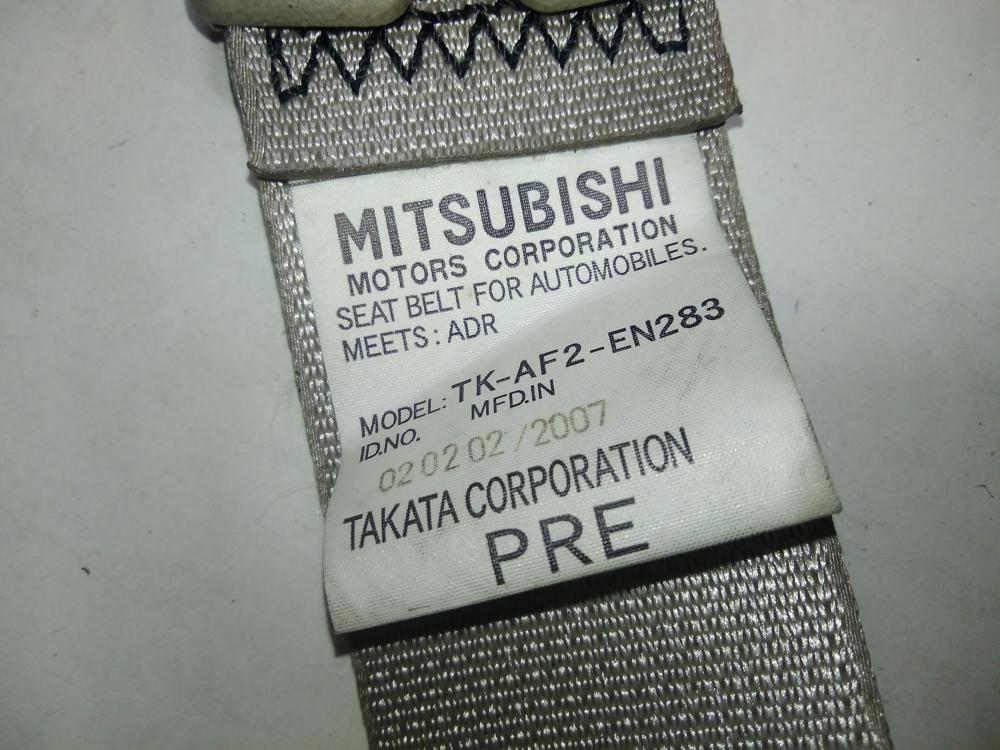 MITSUBISHI
MOTORS CORPORATION
SEAT BELT FOR AUTOMOBILES.
MEETS: ADR
MODEL: TK-AF2-EN283
ID.NO. MFD.IN
02 02 02/2007
TAKATA CORPORATION
PRE